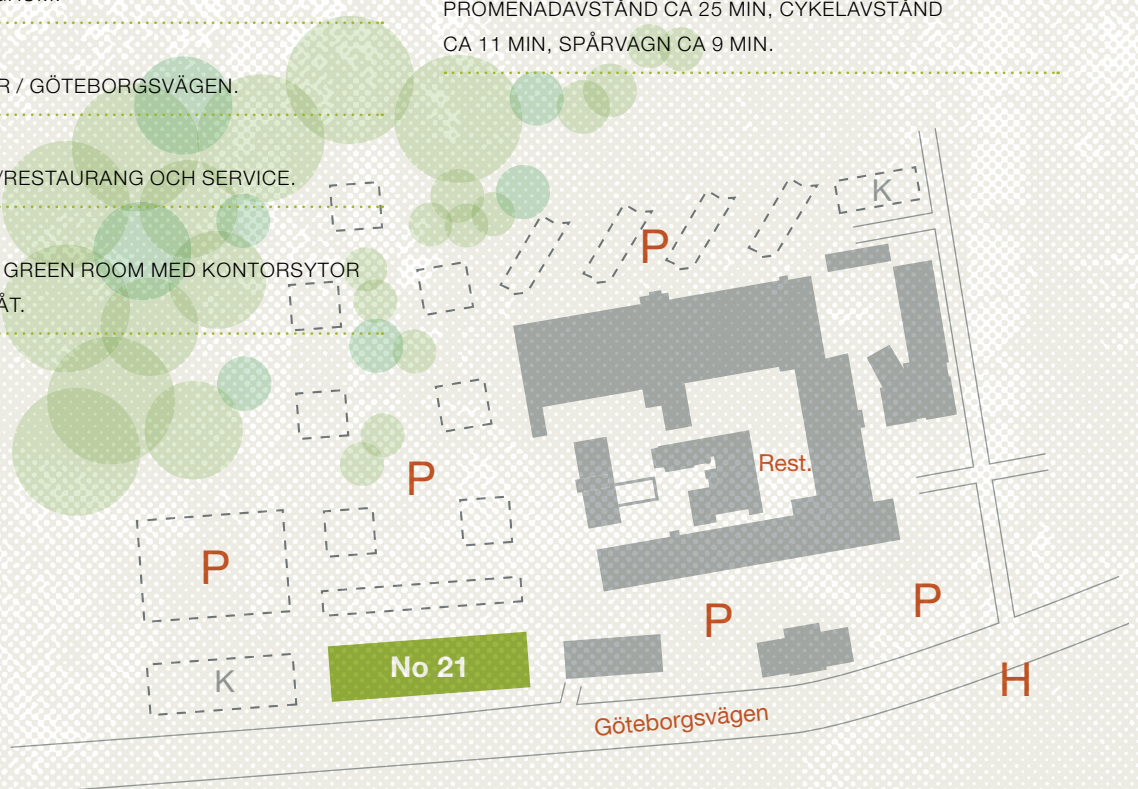 R / GÖTEBORGSVÄGEN.
/RESTAURANG OCH SERVICE.
GREEN ROOM MED KONTORSYTOR
ÅT.
PROMENADAVSTÅND CA 25 MIN, CYKELAVSTÅND
CA 11 MIN, SPÅRVAGN CA 9 MIN.
K
P
Rest.
P
P
P
P
H
No 21
K
Göteborgsvägen